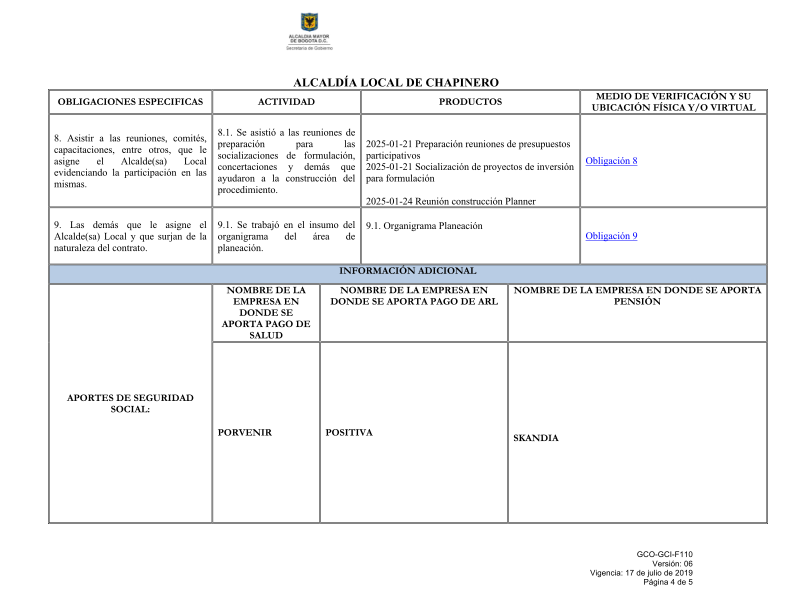 ALCALDÍA MAYOR
DE BOGOTÁ D.C.
Secretaría de Gobierno
ALCALDÍA LOCAL DE CHAPINERO
OBLIGACIONES ESPECIFICAS
ACTIVIDAD
PRODUCTOS
MEDIO DE VERIFICACIÓN Y SU
UBICACIÓN FÍSICA Y/O VIRTUAL
8. Asistir a las reuniones, comités,
capacitaciones, entre otros, que le
asigne el Alcalde(sa) Local
evidenciando la participación en las
mismas.
8.1. Se asistió a las reuniones de
preparación para las
socializaciones de formulación,
concertaciones y demás que
ayudaron a la construcción del
procedimiento.
2025-01-21 Preparación reuniones de presupuestos
participativos
2025-01-21 Socialización de proyectos de inversión
para formulación
2025-01-24 Reunión construcción Planner
Obligación 8
9. Las demás que le asigne el
Alcalde(sa) Local y que surjan de la
naturaleza del contrato.
9.1. Se trabajó en el insumo del
organigrama del área de
planeación.
9.1. Organigrama Planeación
Obligación 9
INFORMACIÓN ADICIONAL
APORTES DE SEGURIDAD
SOCIAL:
NOMBRE DE LA
EMPRESA EN
DONDE SE
APORTA PAGO DE
SALUD
NOMBRE DE LA EMPRESA EN
DONDE SE APORTA PAGO DE ARL
NOMBRE DE LA EMPRESA EN DONDE SE APORTA
PENSIÓN
PORVENIR
POSITIVA
SKANDIA
GCO-GCI-F110
Versión: 06
Vigencia: 17 de julio de 2019
Página 4 de 5